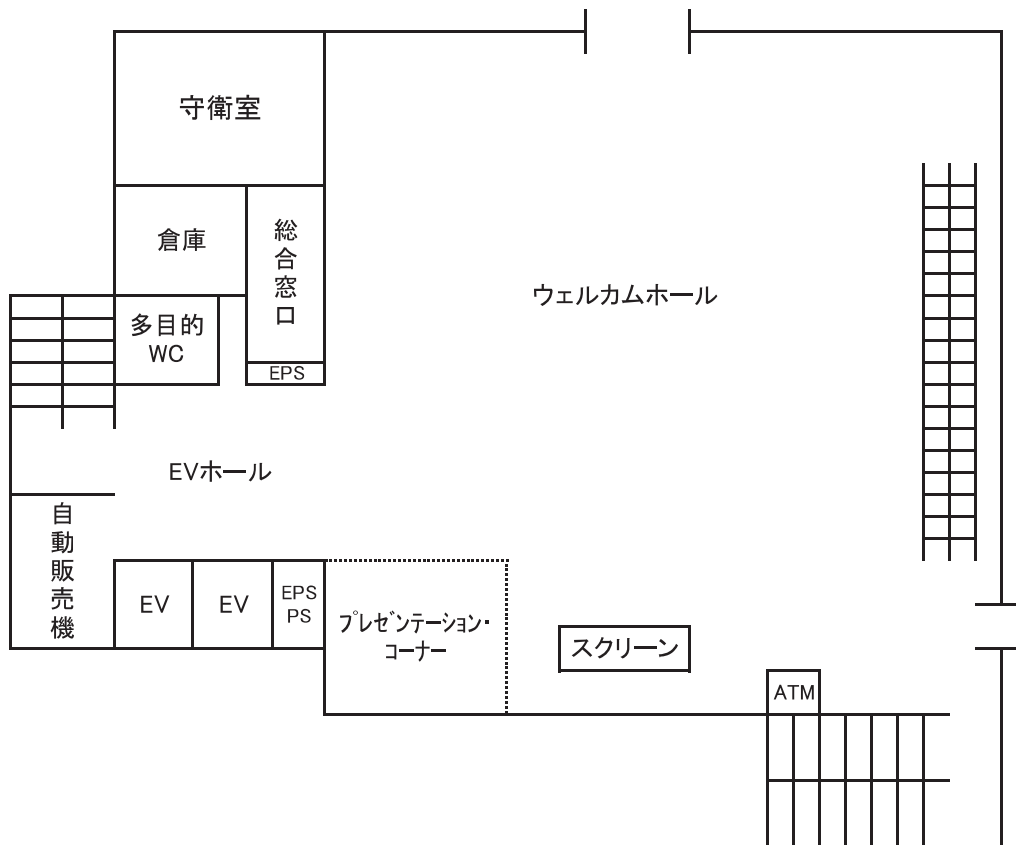 守衛室
倉庫
総合窓口
ウェルカムホール
多目的
WC
EPS
EVホール
自動販売機
EV
EV
EPS
PS
プレゼンテーション・
コーナー
スクリーン
ATM